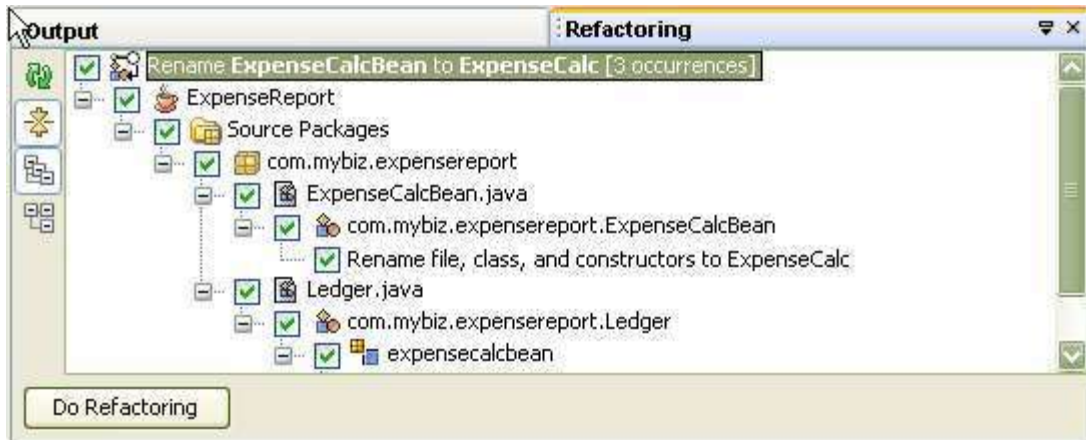 Output
Refactoring
Rename ExpenseCalcBean to ExpenseCalc [3 occurrences]
ExpenseReport
Source Packages
com.mybiz.expensereport
ExpenseCalcBean.java
com.mybiz.expensereport.ExpenseCalcBean
Rename file, class, and constructors to ExpenseCalc
Ledger.java
com.mybiz.expensereport.Ledger
expensecalcbean
Do Refactoring